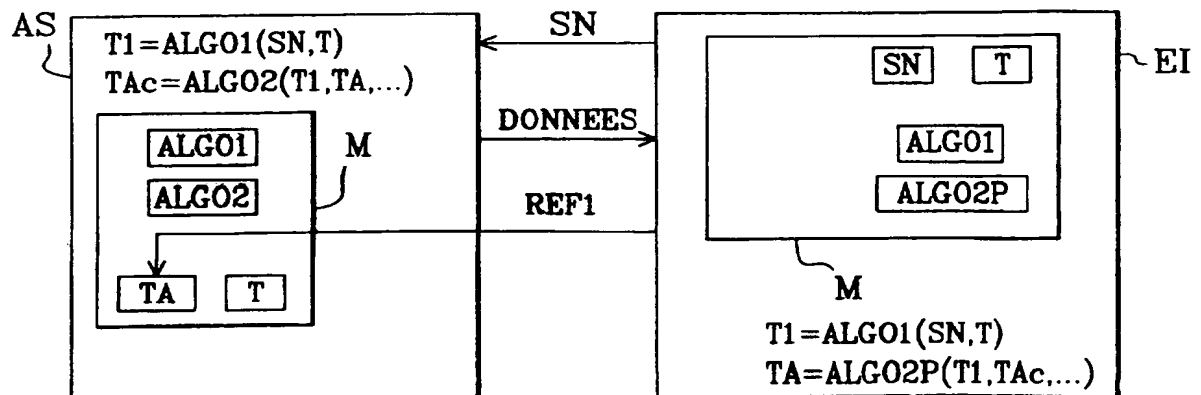 AS
T1=ALGO1(SN,T)
TAc=ALGO2(T1,TA,...)
ALGO1
ALGO2
M
TA
T
SN
DONNEES
REF1
EI
SN
T
ALGO1
ALGO2P
M
T1=ALGO1(SN,T)
TA=ALGO2P(T1,TAc,...)